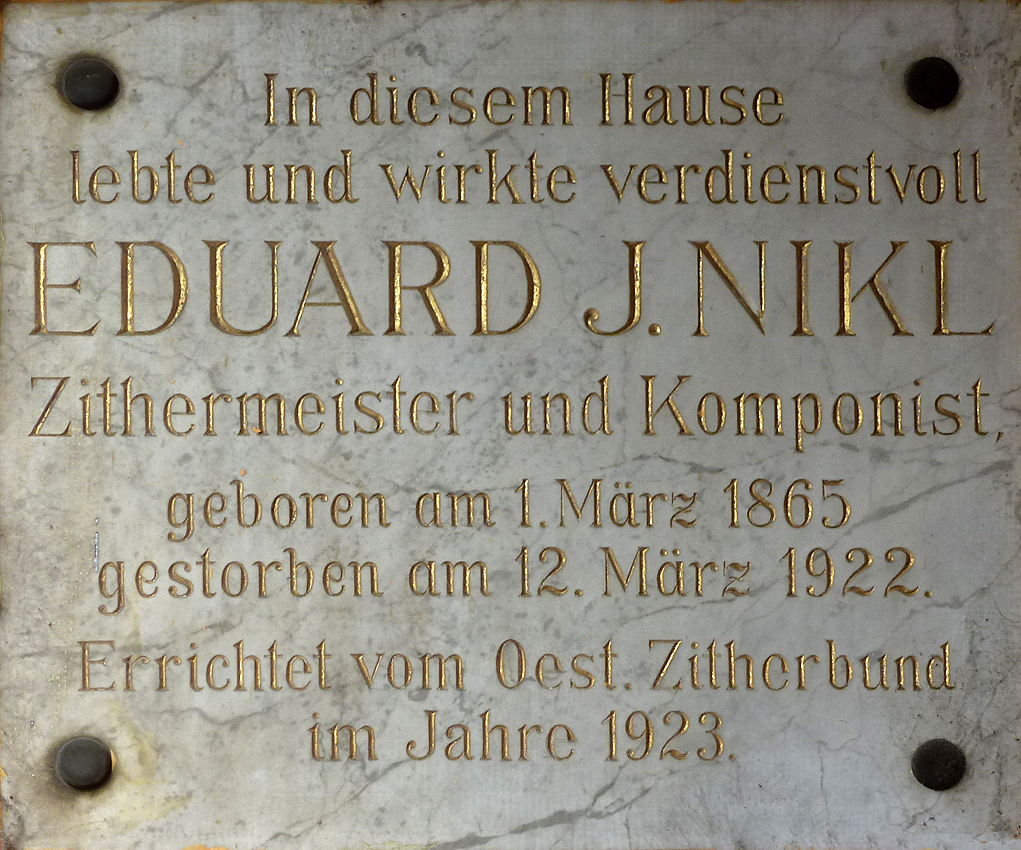 In diesem Hause
lebte und wirkte verdienstvoll
EDUARD J. NIKL
Zithermeister und Komponist,
geboren am 1. März 1865
gestorben am 12. März 1922.
Errichtet vom Oest. Zitherbund
im Jahre 1923.